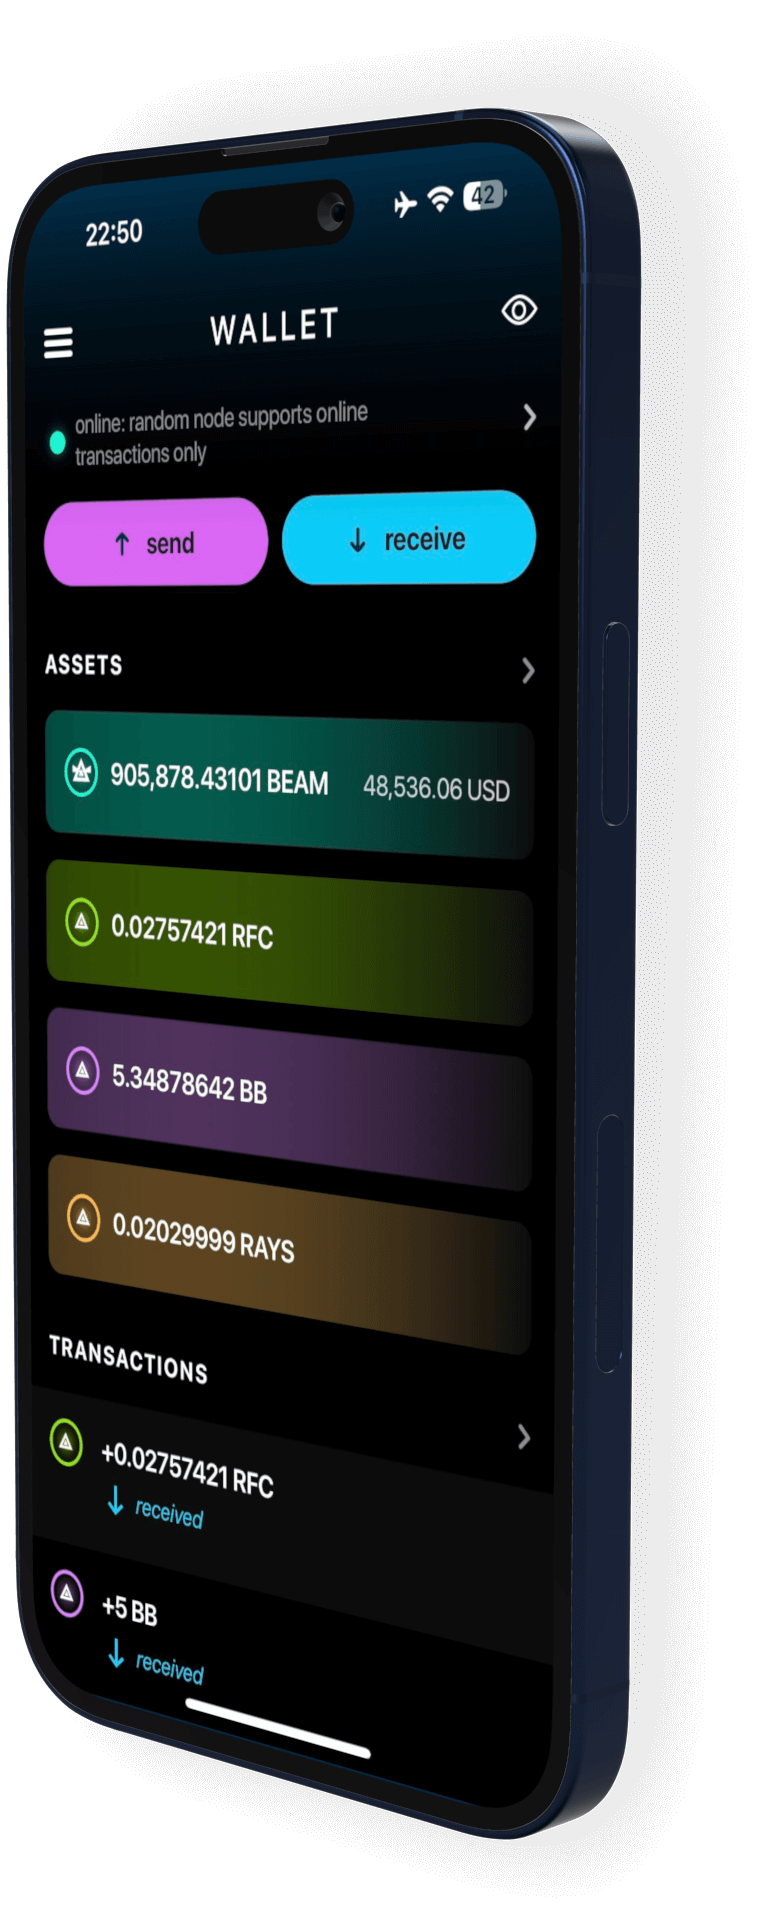 22:50
42
WALLET
online: random node supports online
transactions only
send
receive
ASSETS
905,878.43101 BEAM
48,536.06 USD
0.02757421 RFC
5.34878642 BB
0.02029999 RAYS
TRANSACTIONS
+0.02757421 RFC
received
+5 BB
received